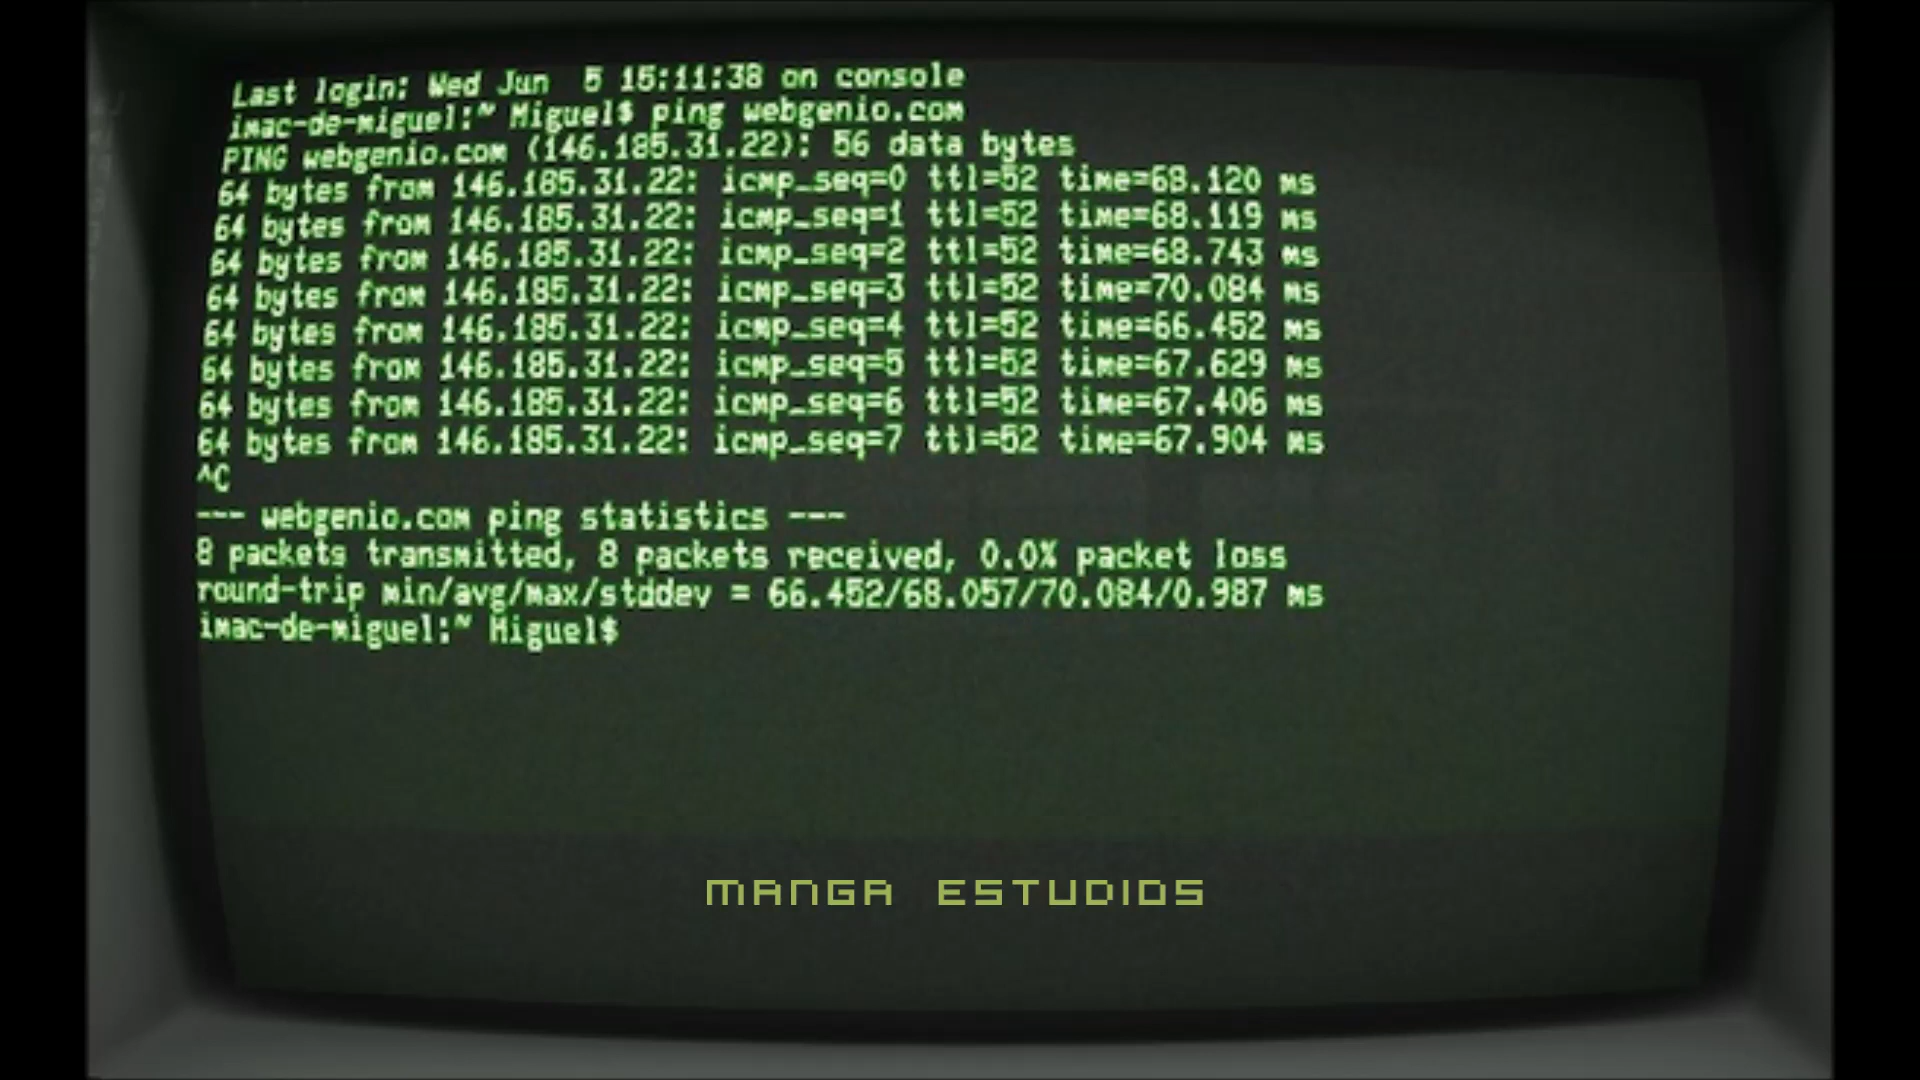 Last login: Wed Jun  5 15:11:38 on console
imac-de-miguel:~ Miguel$ ping webgenio.com
PING webgenio.com (146.185.31.22): 56 data bytes
64 bytes from 146.185.31.22: icmp_seq=0 ttl=52 time=68.120 ms
64 bytes from 146.185.31.22: icmp_seq=1 ttl=52 time=68.119 ms
64 bytes from 146.185.31.22: icmp_seq=2 ttl=52 time=68.743 ms
64 bytes from 146.185.31.22: icmp_seq=3 ttl=52 time=70.084 ms
64 bytes from 146.185.31.22: icmp_seq=4 ttl=52 time=66.452 ms
64 bytes from 146.185.31.22: icmp_seq=5 ttl=52 time=67.629 ms
64 bytes from 146.185.31.22: icmp_seq=6 ttl=52 time=67.406 ms
64 bytes from 146.185.31.22: icmp_seq=7 ttl=52 time=67.904 ms
^C
--- webgenio.com ping statistics ---
8 packets transmitted, 8 packets received, 0.0% packet loss
round-trip min/avg/max/stddev = 66.452/68.057/70.084/0.987 ms
imac-de-miguel:~ Miguel$
MANGA ESTUDIOS